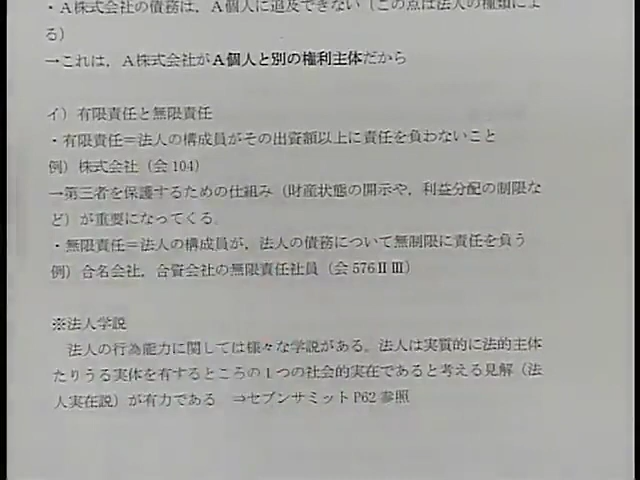 ・A株式会社の債務は，A個人に追及できない（この点は法人の種類によ
る）
→これは，A株式会社がA個人と別の権利主体だから
イ）有限責任と無限責任
・有限責任＝法人の構成員がその出資額以上に責任を負わないこと
例）株式会社（会104）
→第三者を保護するための仕組み（財産状態の開示や，利益分配の制限な
ど）が重要になってくる。
・無限責任＝法人の構成員が，法人の債務について無制限に責任を負う
例）合名会社，合資会社の無限責任社員（会576ⅡⅢ）
※法人学説
法人の行為能力に関しては様々な学説がある。法人は実質的に法的主体
たりうる実体を有するところの1つの社会的実在であると考える見解（法
人実在説）が有力である　⇒セブンサミットP62参照